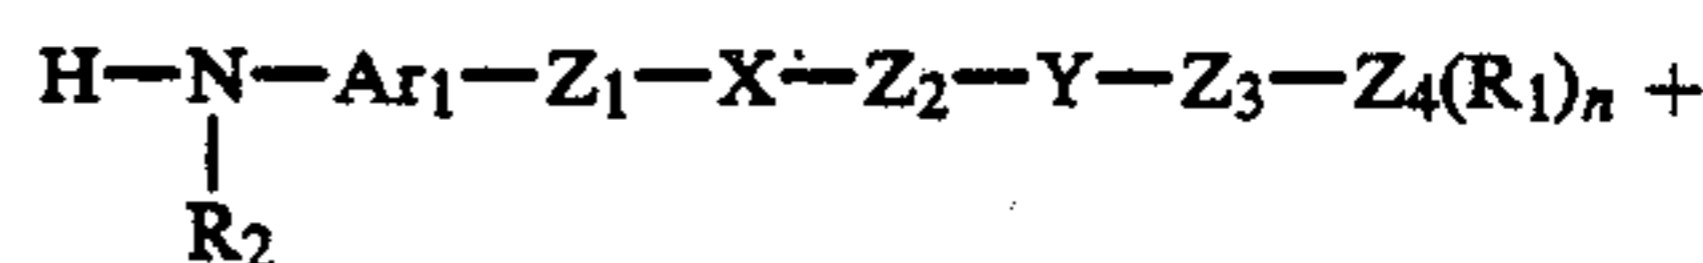 H—N—Ar₁—Z₁—X—Z₂—Y—Z₃—Z₄(R₁)ₙ +
R₂